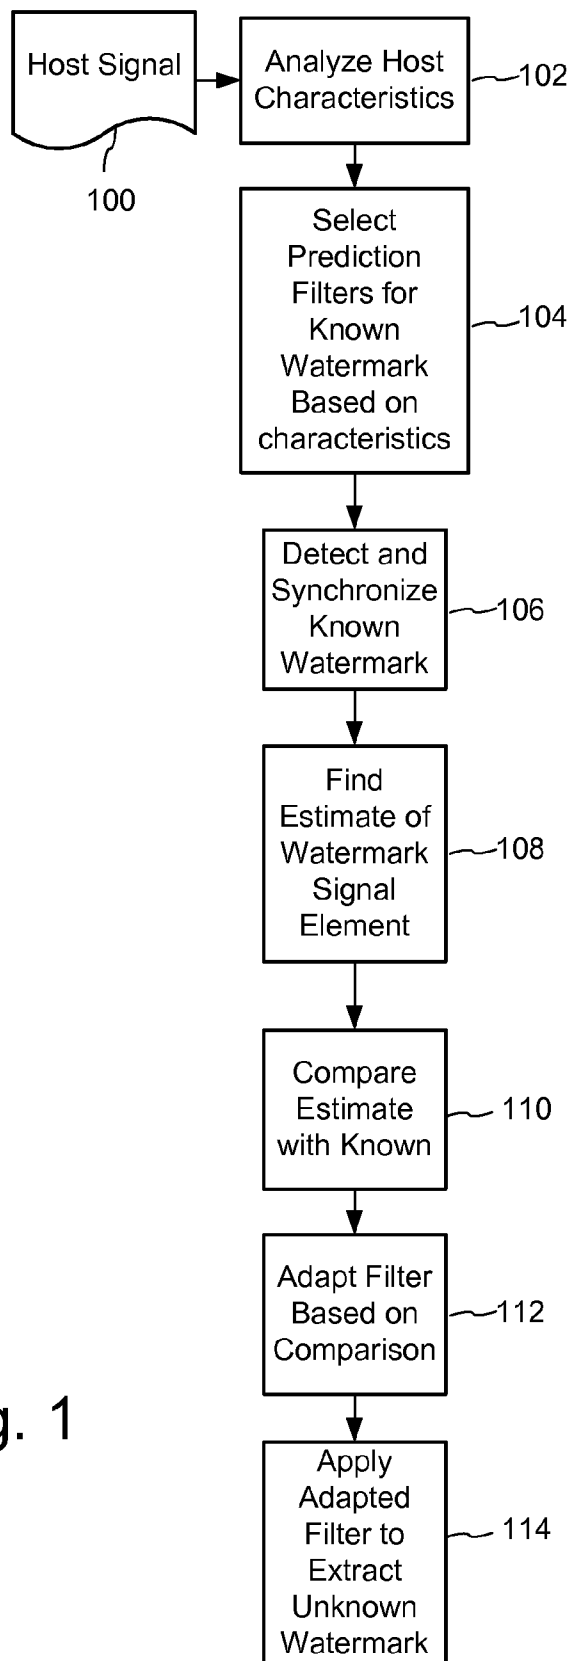 Host Signal
100
Analyze Host
Characteristics
102
Select
Prediction
Filters for
Known
Watermark
Based on
characteristics
104
Detect and
Synchronize
Known
Watermark
106
Find
Estimate of
Watermark
Signal
Element
108
Compare
Estimate
with Known
110
Adapt Filter
Based on
Comparison
112
g. 1
Apply
Adapted
Filter to
Extract
Unknown
Watermark
114